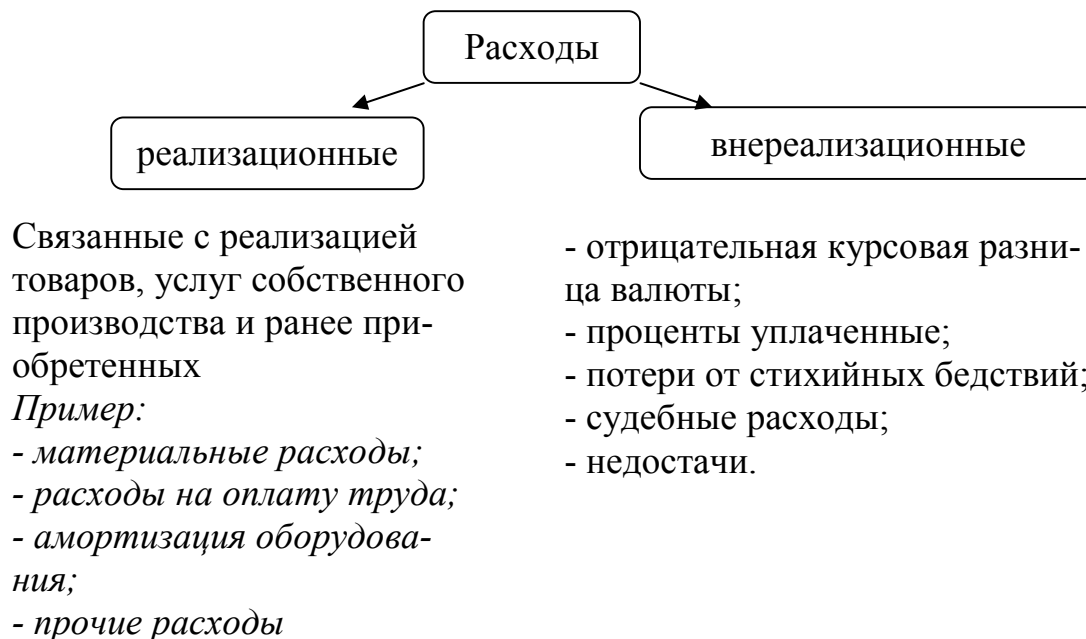 Расходы
реализационные
внереализационные
Связанные с реализацией
товаров, услуг собственного
производства и ранее при-
обретенных
Пример:
- материальные расходы;
- расходы на оплату труда;
- амортизация оборудова-
ния;
- прочие расходы
- отрицательная курсовая разни-
ца валюты;
- проценты уплаченные;
- потери от стихийных бедствий;
- судебные расходы;
- недостачи.